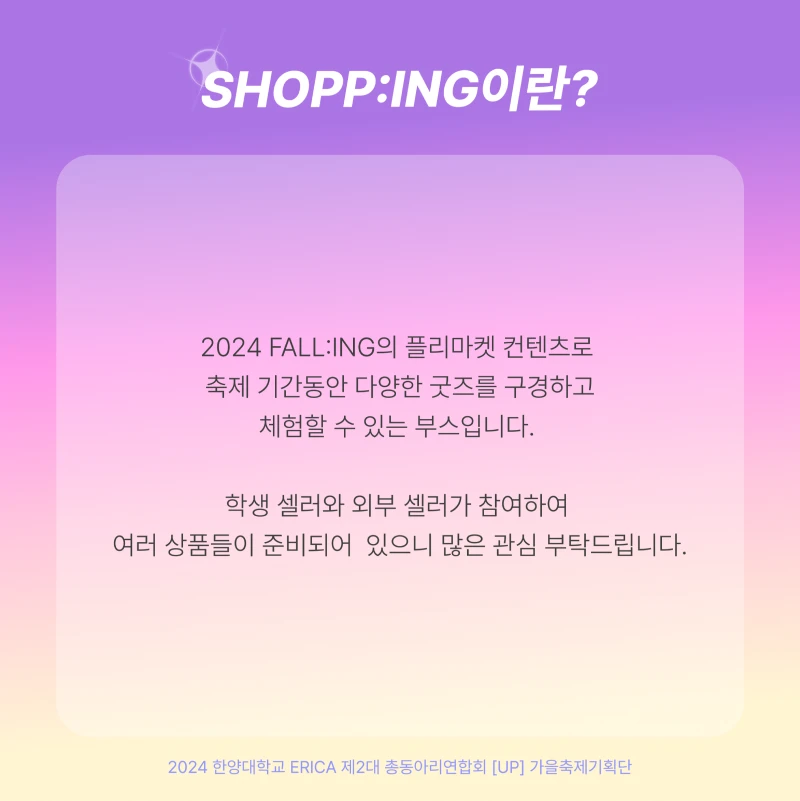 SHOPP:ING이란?
2024 FALL:ING의 플리마켓 컨텐츠로
축제 기간동안 다양한 굿즈를 구경하고
체험할 수 있는 부스입니다.
학생 셀러와 외부 셀러가 참여하여
여러 상품들이 준비되어 있으니 많은 관심 부탁드립니다.
2024 한양대학교 ERICA 제2대 총동아리연합회 [UP] 가을축제기획단